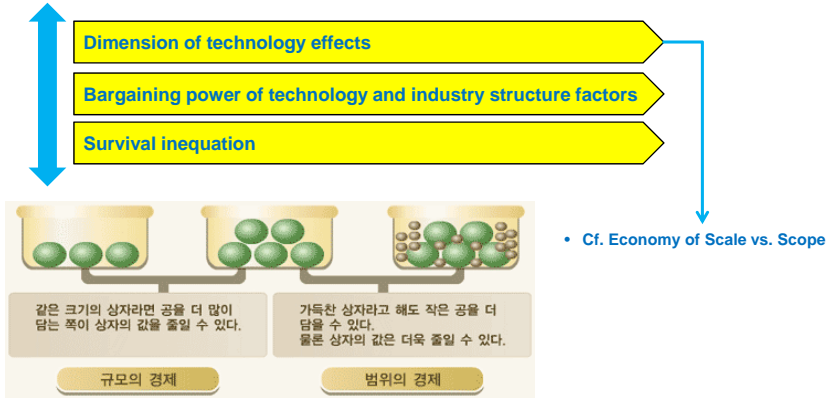 Dimension of technology effects
Bargaining power of technology and industry structure factors
Survival inequation
• Cf. Economy of Scale vs. Scope
같은 크기의 상자라면 공을 더 많이
담는 쪽이 상자의 값을 줄일 수 있다.
가득찬 상자라고 해도 작은 공을 더
담을 수 있다.
물론 상자의 값은 더욱 줄일 수 있다.
규모의 경제
범위의 경제